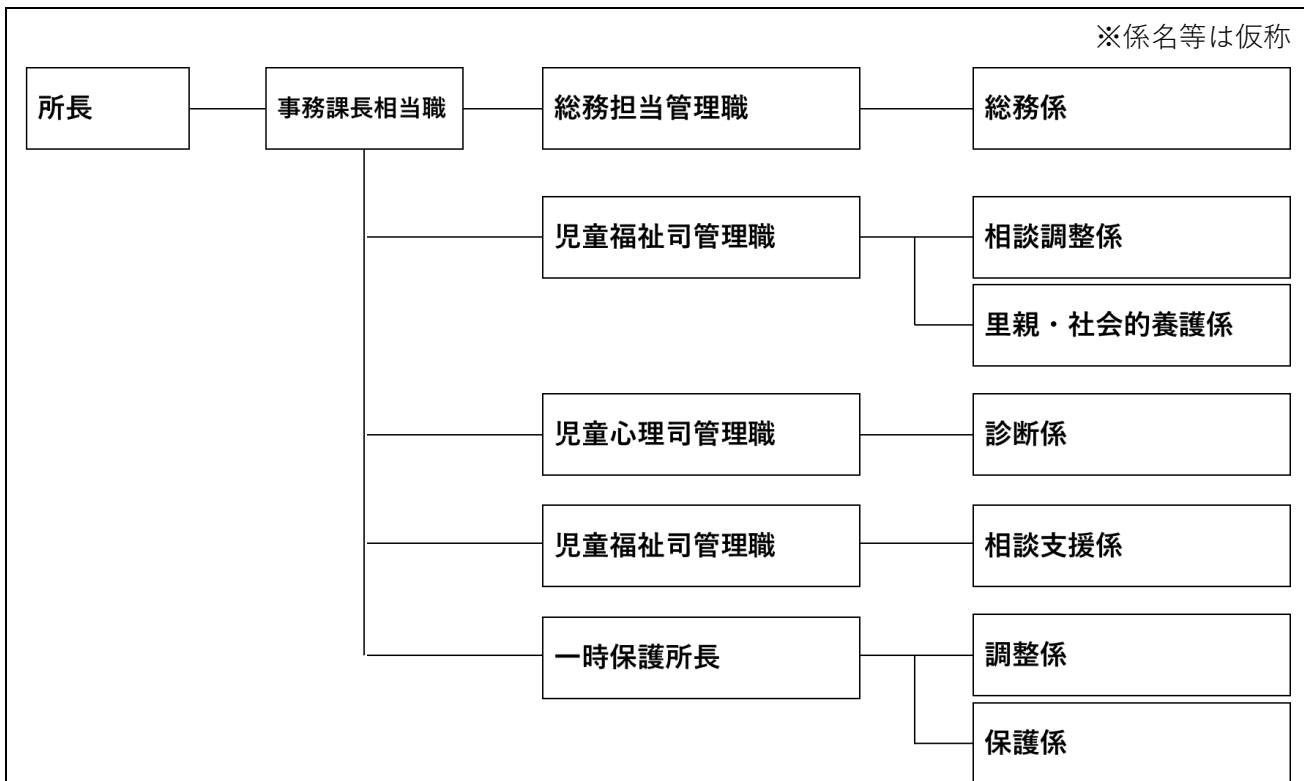 ※係名等は仮称
所長
事務課長相当職
総務担当管理職
総務係
児童福祉司管理職
相談調整係
里親・社会的養護係
児童心理司管理職
診断係
児童福祉司管理職
相談支援係
一時保護所長
調整係
保護係